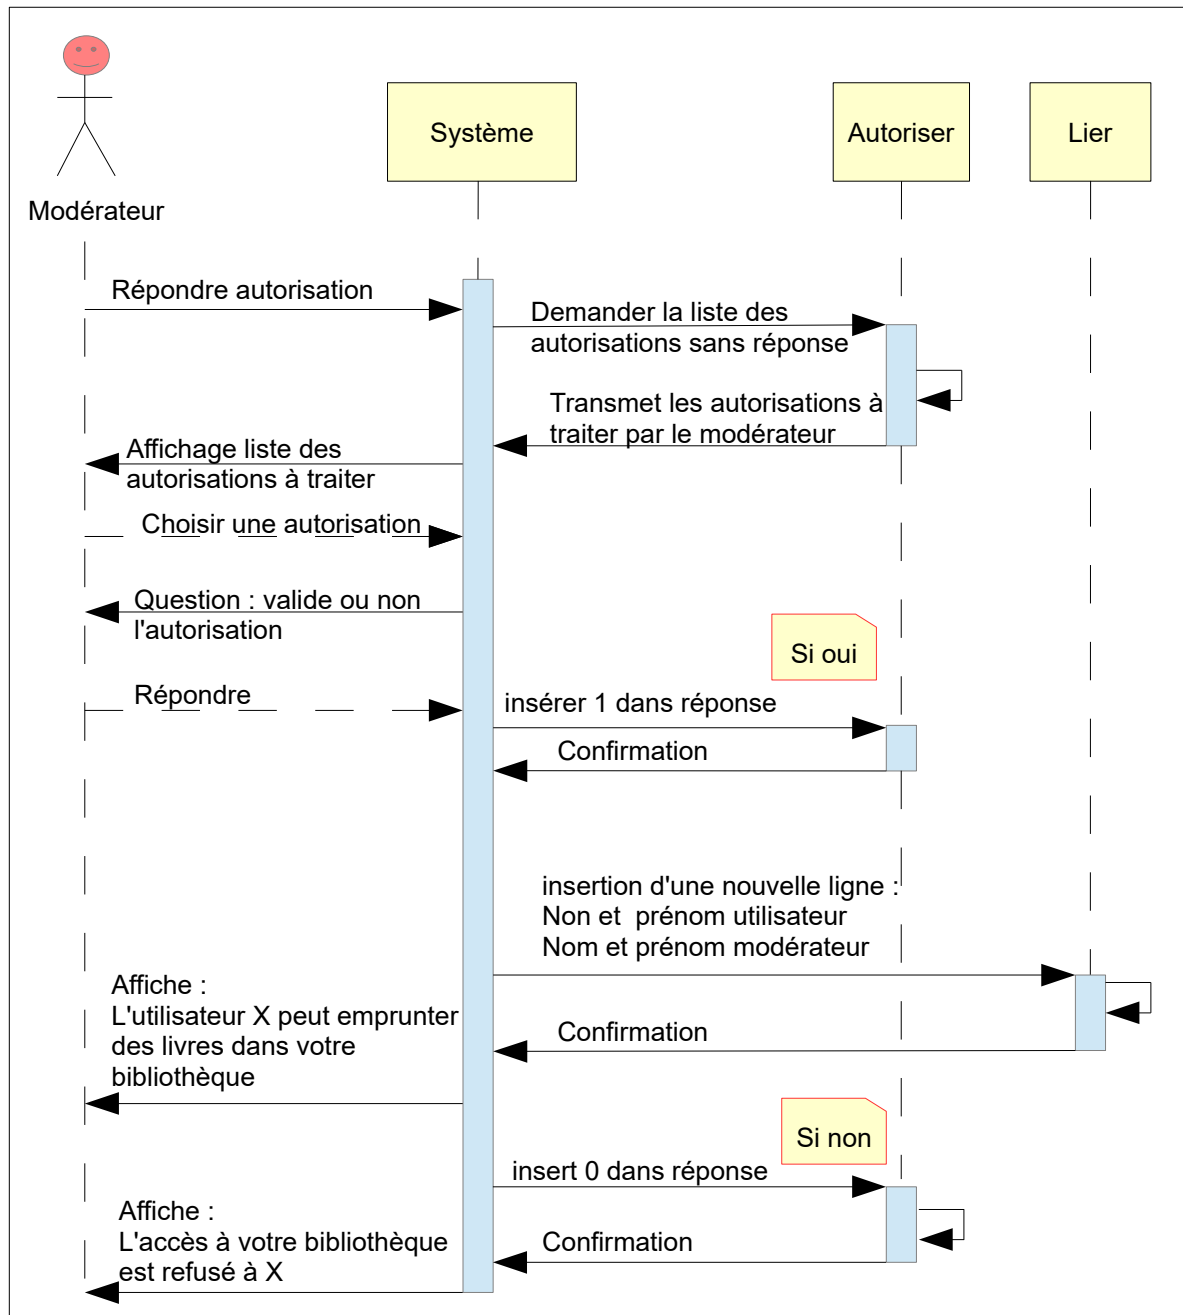 Système
Autoriser
Lier
Modérateur
Répondre autorisation
Demander la liste des
autorisations sans réponse
Transmet les autorisations à
traiter par le modérateur
Affichage liste des
autorisations à traiter
Choisir une autorisation
Question : valide ou non
l'autorisation
Si oui
Répondre
insérer 1 dans réponse
Confirmation
insertion d'une nouvelle ligne :
Non et  prénom utilisateur
Nom et prénom modérateur
Affiche :
L'utilisateur X peut emprunter
des livres dans votre
bibliothèque
Confirmation
Si non
insert 0 dans réponse
Affiche :
L'accès à votre bibliothèque
est refusé à X
Confirmation